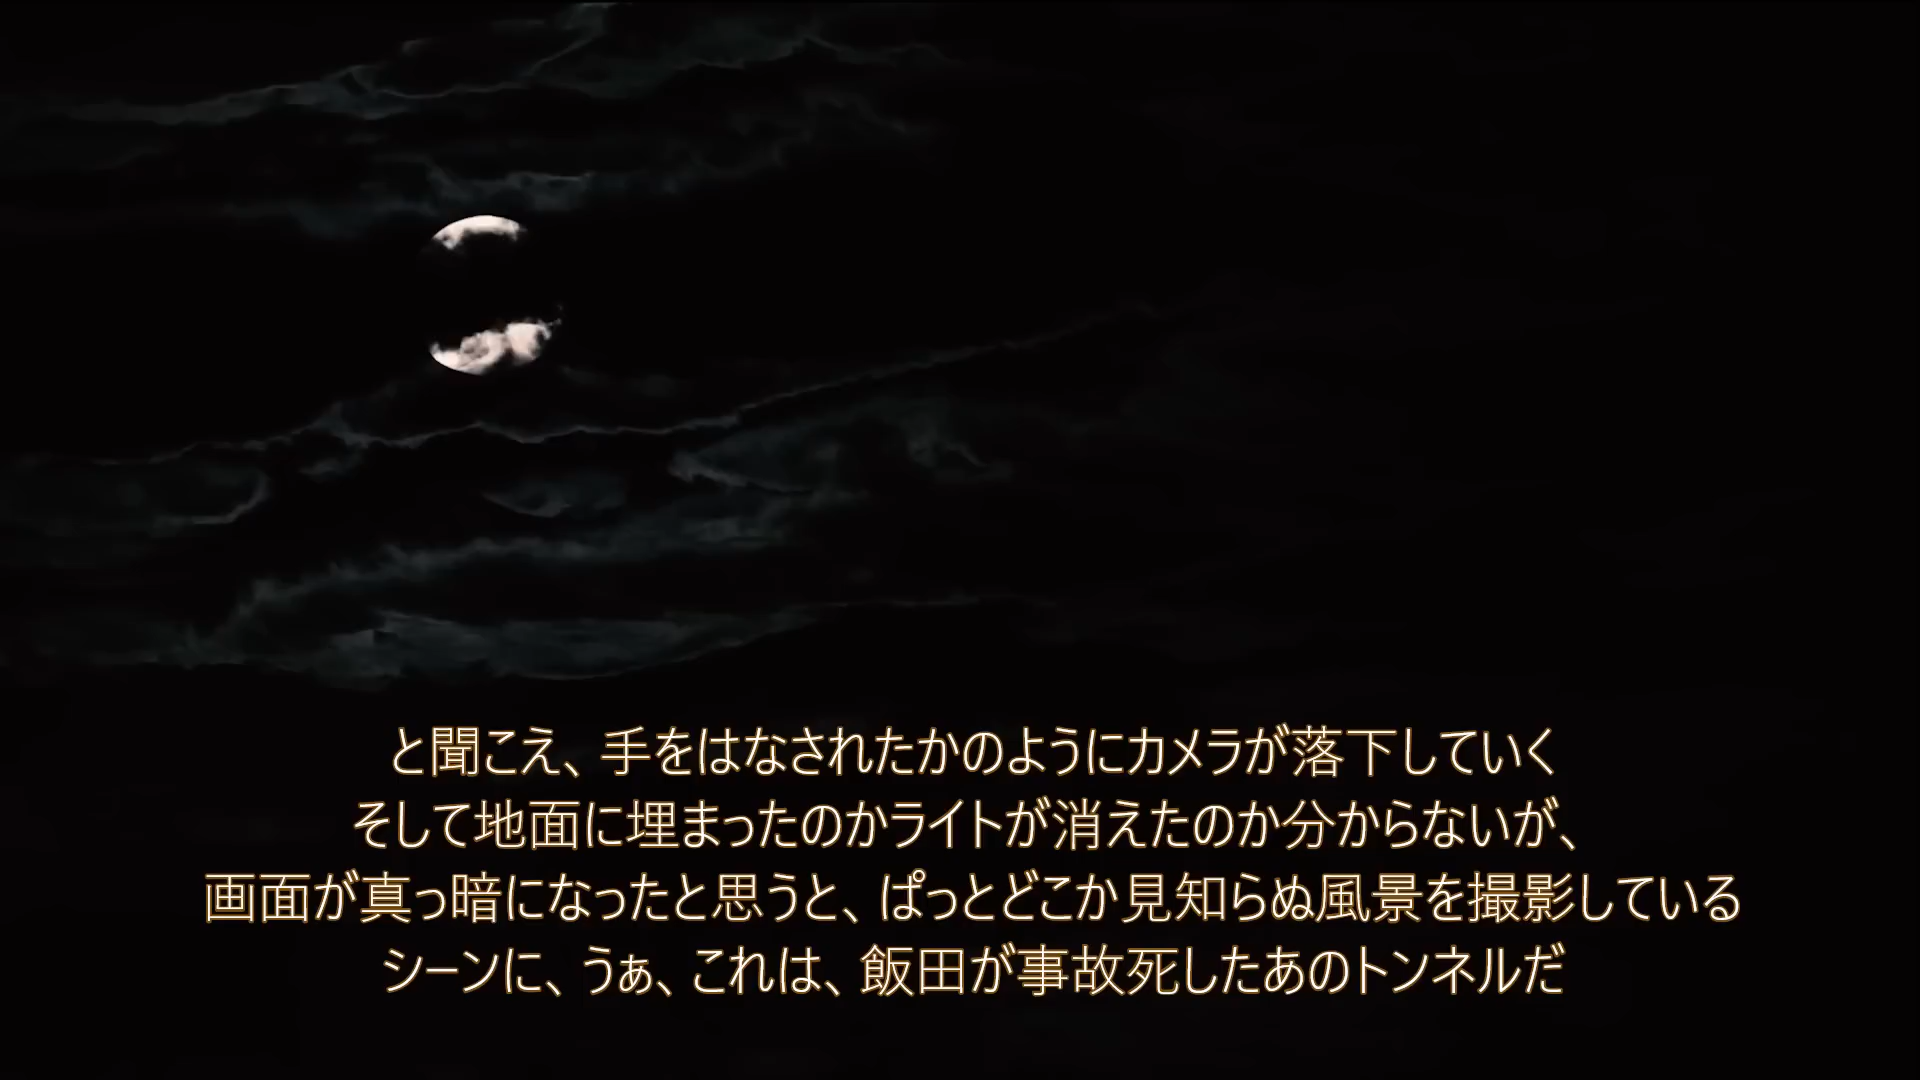 と聞こえ、手をはなされたかのようにカメラが落下していく
そして地面に埋まったのかライトが消えたのか分からないが、
画面が真っ暗になったと思うと、ぱっとどこか見知らぬ風景を撮影している
シーンに、うぁ、これは、飯田が事故死したあのトンネルだ